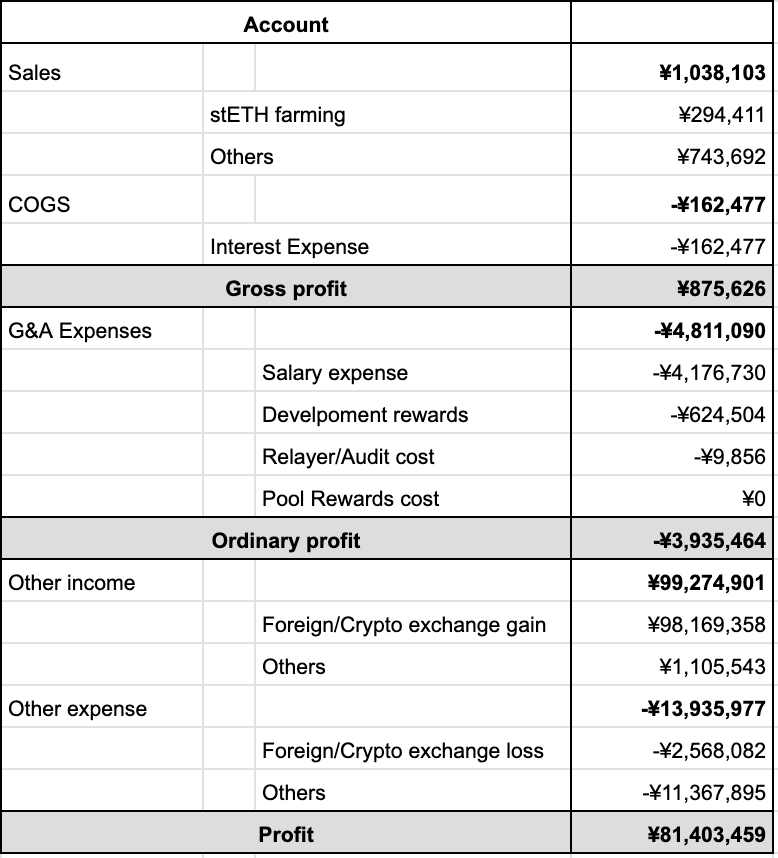 Account
Sales ¥1,038,103
stETH farming ¥294,411
Others ¥743,692
COGS -¥162,477
Interest Expense -¥162,477
Gross profit ¥875,626
G&A Expenses -¥4,811,090
Salary expense -¥4,176,730
Develpoment rewards -¥624,504
Relayer/Audit cost -¥9,856
Pool Rewards cost ¥0
Ordinary profit -¥3,935,464
Other income ¥99,274,901
Foreign/Crypto exchange gain ¥98,169,358
Others ¥1,105,543
Other expense -¥13,935,977
Foreign/Crypto exchange loss -¥2,568,082
Others -¥11,367,895
Profit ¥81,403,459